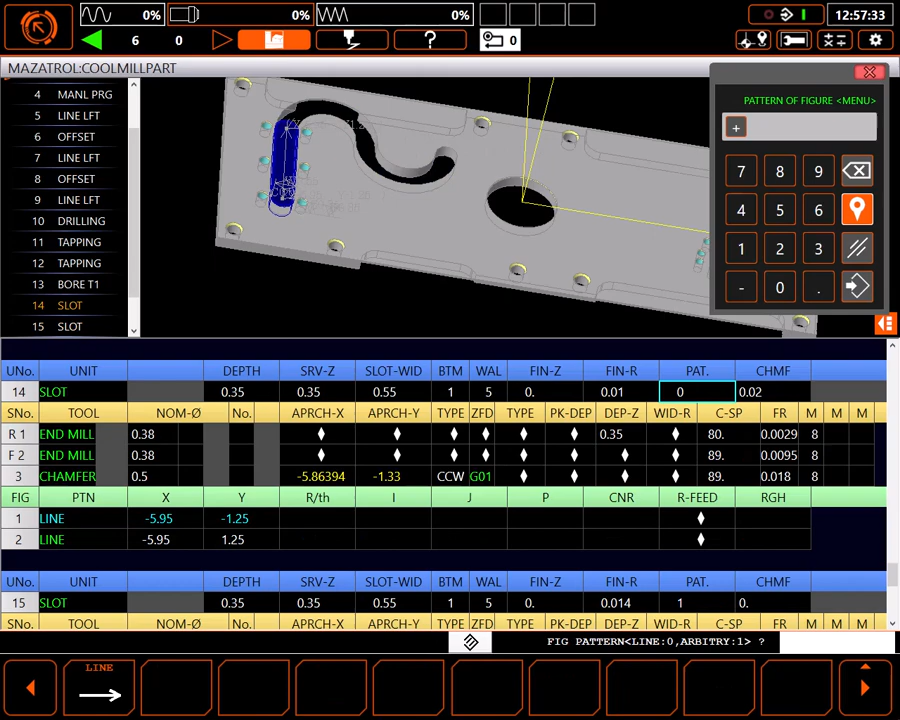 0% 0% 0% 12:57:33
6 0 ? 0
MAZATROL:COOLMILLPART
4 MANL PRG
5 LINE LFT
6 OFFSET
7 LINE LFT
8 OFFSET
9 LINE LFT
10 DRILLING
11 TAPPING
12 TAPPING
13 BORE T1
14 SLOT
15 SLOT
PATTERN OF FIGURE <MENU>
+
7 8 9
4 5 6
1 2 3
- 0 .
UNo. UNIT DEPTH SRV-Z SLOT-WID BTM WAL FIN-Z FIN-R PAT. CHMF
14 SLOT 0.35 0.35 0.55 1 5 0. 0.01 0 0.02
SNo. TOOL NOM-Ø No. APRCH-X APRCH-Y TYPE ZFD TYPE PK-DEP DEP-Z WID-R C-SP FR M M M
R 1 END MILL 0.38 ♦ ♦ ♦ ♦ ♦ ♦ 0.35 ♦ 80. 0.0029 8
F 2 END MILL 0.38 ♦ ♦ ♦ ♦ ♦ ♦ ♦ ♦ 89. 0.0095 8
3 CHAMFER 0.5 -5.86394 -1.33 CCW G01 ♦ ♦ ♦ ♦ 89. 0.018 8
FIG PTN X Y R/th I J P CNR R-FEED RGH
1 LINE -5.95 -1.25 ♦
2 LINE -5.95 1.25 ♦
UNo. UNIT DEPTH SRV-Z SLOT-WID BTM WAL FIN-Z FIN-R PAT. CHMF
15 SLOT 0.35 0.35 0.55 1 5 0. 0.014 1 0.
SNo. TOOL NOM-Ø No. APRCH-X APRCH-Y TYPE ZFD TYPE PK-DEP DEP-Z WID-R C-SP FR M M M
FIG PATTERN<LINE:0,ARBITRY:1> ?
LINE